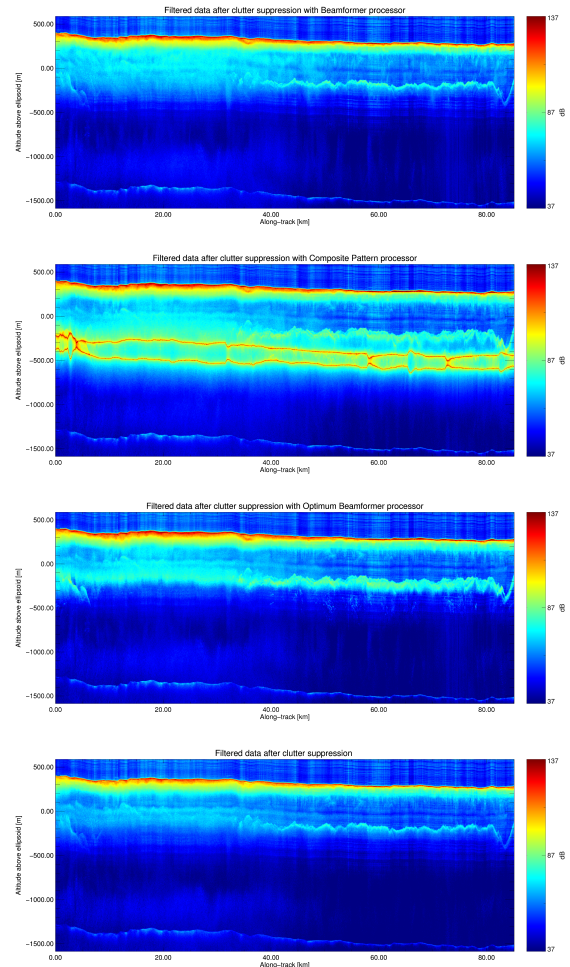 Filtered data after clutter suppression with Beamformer processor
500.00
0.00
−500.00
−1000.00
−1500.00
Altitude above ellipsoid [m]
0.00 20.00 40.00 60.00 80.00
Along−track [km]
137
87
37
dB
Filtered data after clutter suppression with Composite Pattern processor
500.00
0.00
−500.00
−1000.00
−1500.00
Altitude above ellipsoid [m]
0.00 20.00 40.00 60.00 80.00
Along−track [km]
137
87
37
dB
Filtered data after clutter suppression with Optimum Beamformer processor
500.00
0.00
−500.00
−1000.00
−1500.00
Altitude above ellipsoid [m]
0.00 20.00 40.00 60.00 80.00
Along−track [km]
137
87
37
dB
Filtered data after clutter suppression
500.00
0.00
−500.00
−1000.00
−1500.00
Altitude above ellipsoid [m]
0.00 20.00 40.00 60.00 80.00
Along−track [km]
137
87
37
dB